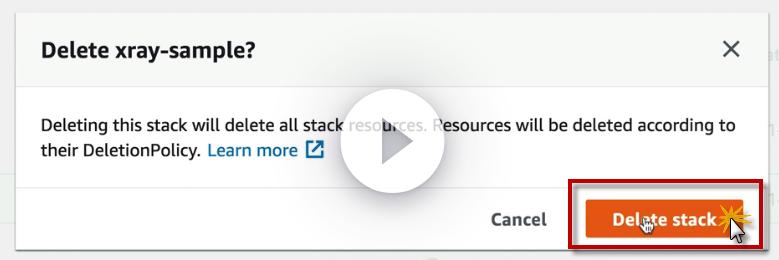 Delete xray-sample?
Deleting this stack will delete all stack resources. Resources will be deleted according to
their DeletionPolicy. Learn more
Cancel
Delete stack